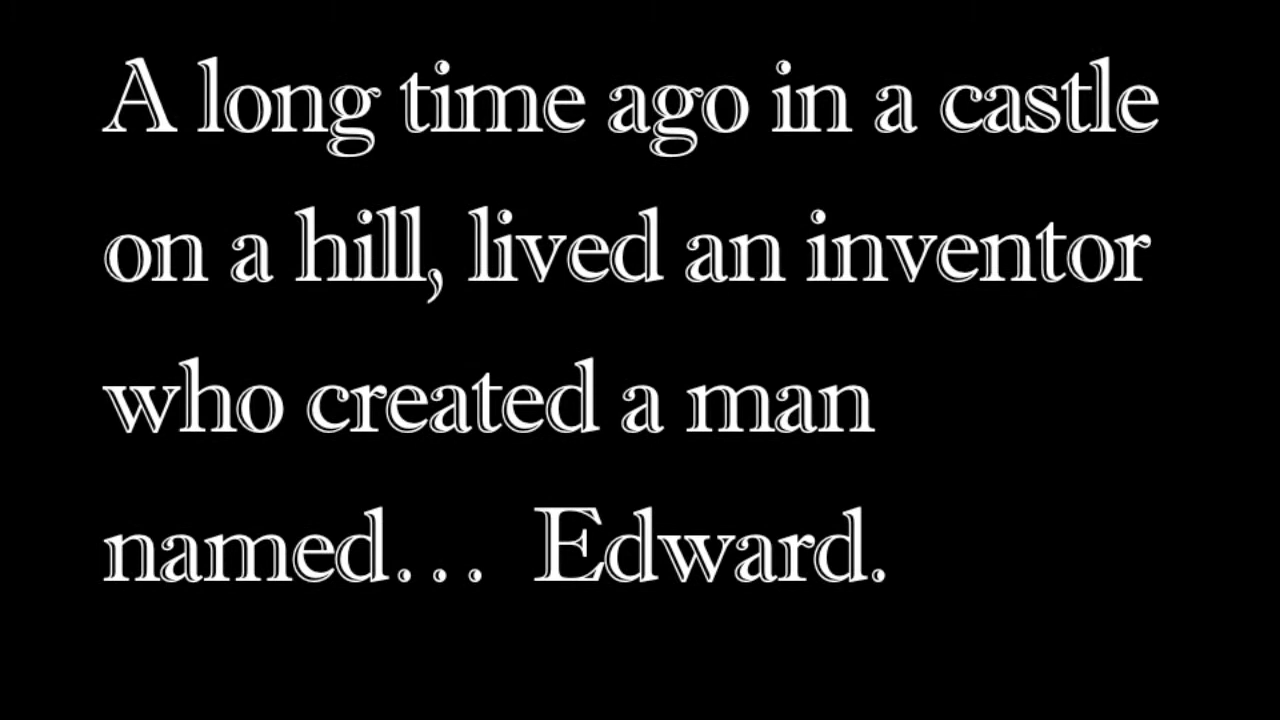 A long time ago in a castle
on a hill, lived an inventor
who created a man
named… Edward.